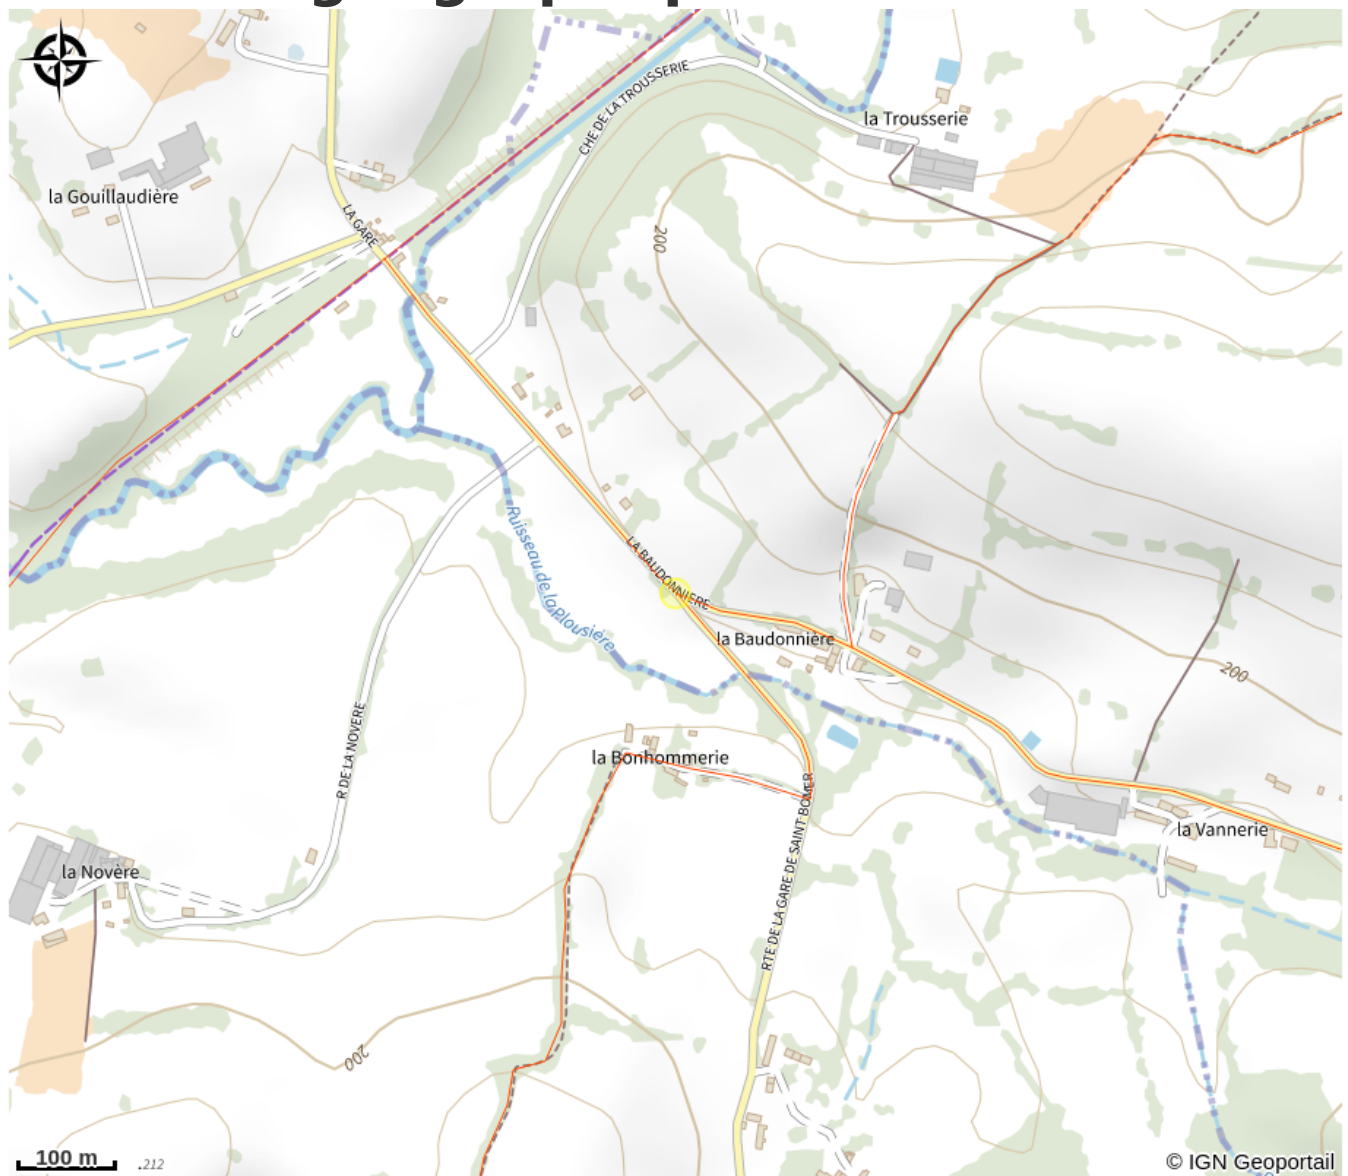 CHE DE LA TROUSSERIE
la Trousserie
la Gouillaudière
LA GARE
200
Ruisseau de la Plousière
LA BAUDONNIERE
la Baudonnière
200
R DE LA NOVERE
la Bonhommerie
RTE DE LA GARE DE SAINT BOMER
la Vannerie
la Novère
200
100 m
.212
© IGN Geoportail